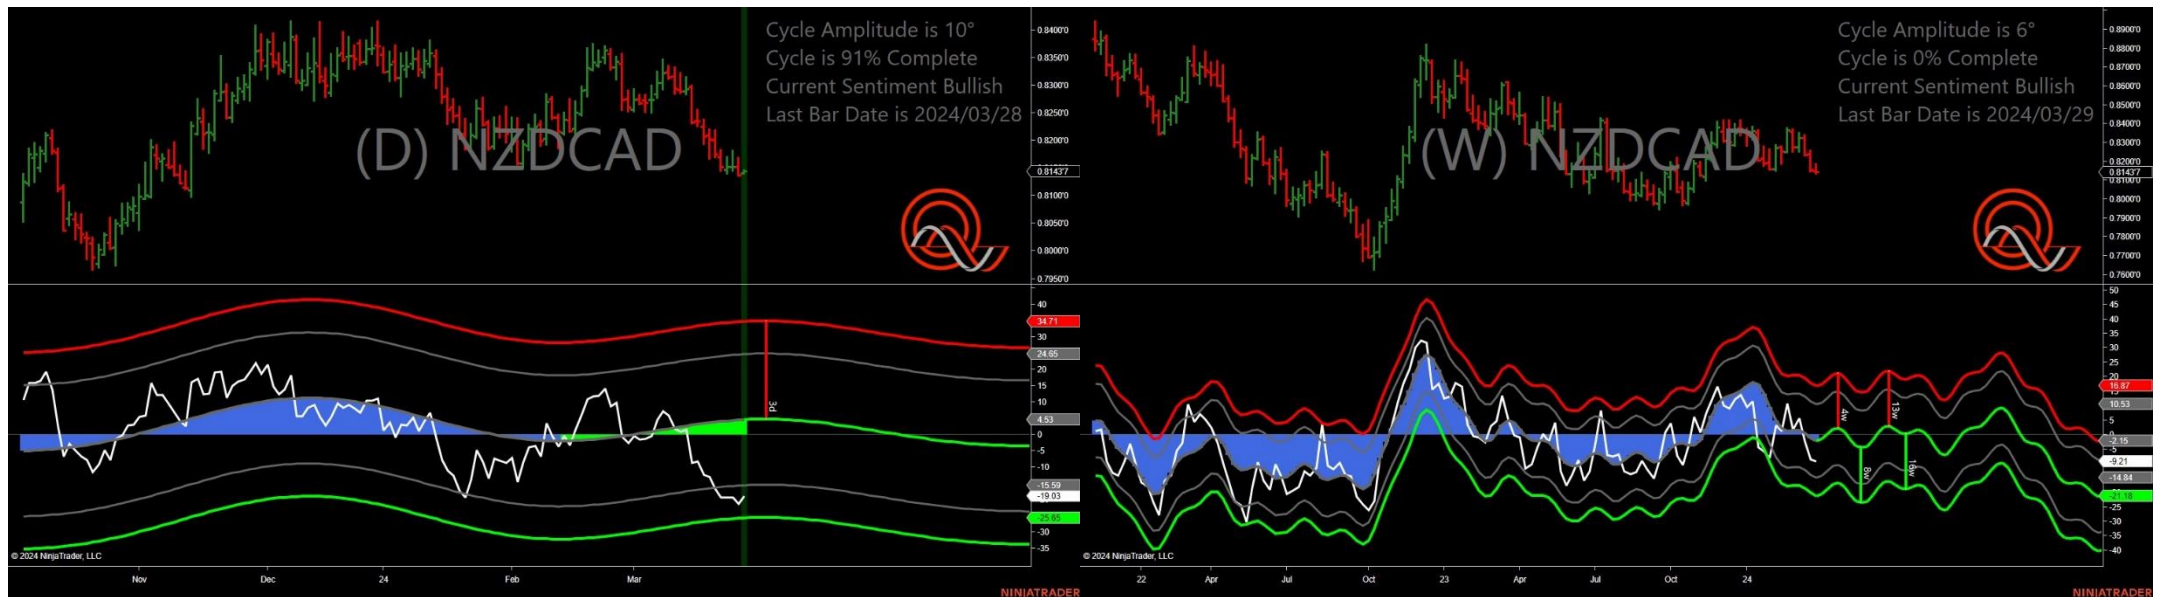 Cycle Amplitude is 10°
Cycle is 91% Complete
Current Sentiment Bullish
Last Bar Date is 2024/03/28
(D) NZDCAD
0.8400'0
0.8350'0
0.8300'0
0.8250'0
0.8200'0
0.8143'7
0.8100'0
0.8050'0
0.8000'0
0.7950'0
40
34.71
30
24.65
20
15
10
4.53
0
-5
-10
-15.59
-19.03
-25.65
-30
-35
3d
© 2024 NinjaTrader, LLC
Nov
Dec
24
Feb
Mar
NINJATRADER
Cycle Amplitude is 6°
Cycle is 0% Complete
Current Sentiment Bullish
Last Bar Date is 2024/03/29
(W) NZDCAD
0.8900'0
0.8800'0
0.8700'0
0.8600'0
0.8500'0
0.8400'0
0.8300'0
0.8200'0
0.8143'7
0.8100'0
0.8000'0
0.7900'0
0.7800'0
0.7700'0
0.7600'0
50
45
40
35
30
25
20
16.87
10.53
5
0
-2.15
-5
-9.21
-14.84
-21.18
-25
-30
-35
-40
4w
13w
8w
16w
© 2024 NinjaTrader, LLC
22
Apr
Jul
Oct
23
Apr
Jul
Oct
24
NINJATRADER